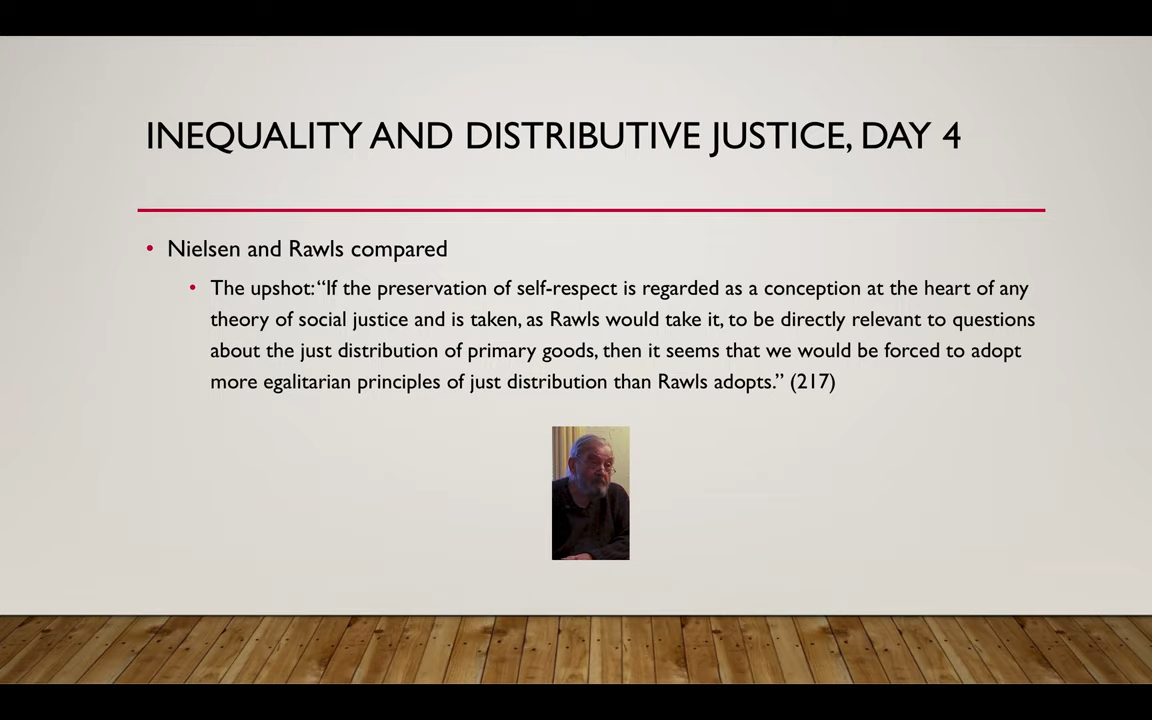 INEQUALITY AND DISTRIBUTIVE JUSTICE, DAY 4
• Nielsen and Rawls compared
• The upshot: “If the preservation of self-respect is regarded as a conception at the heart of any
theory of social justice and is taken, as Rawls would take it, to be directly relevant to questions
about the just distribution of primary goods, then it seems that we would be forced to adopt
more egalitarian principles of just distribution than Rawls adopts.” (217)